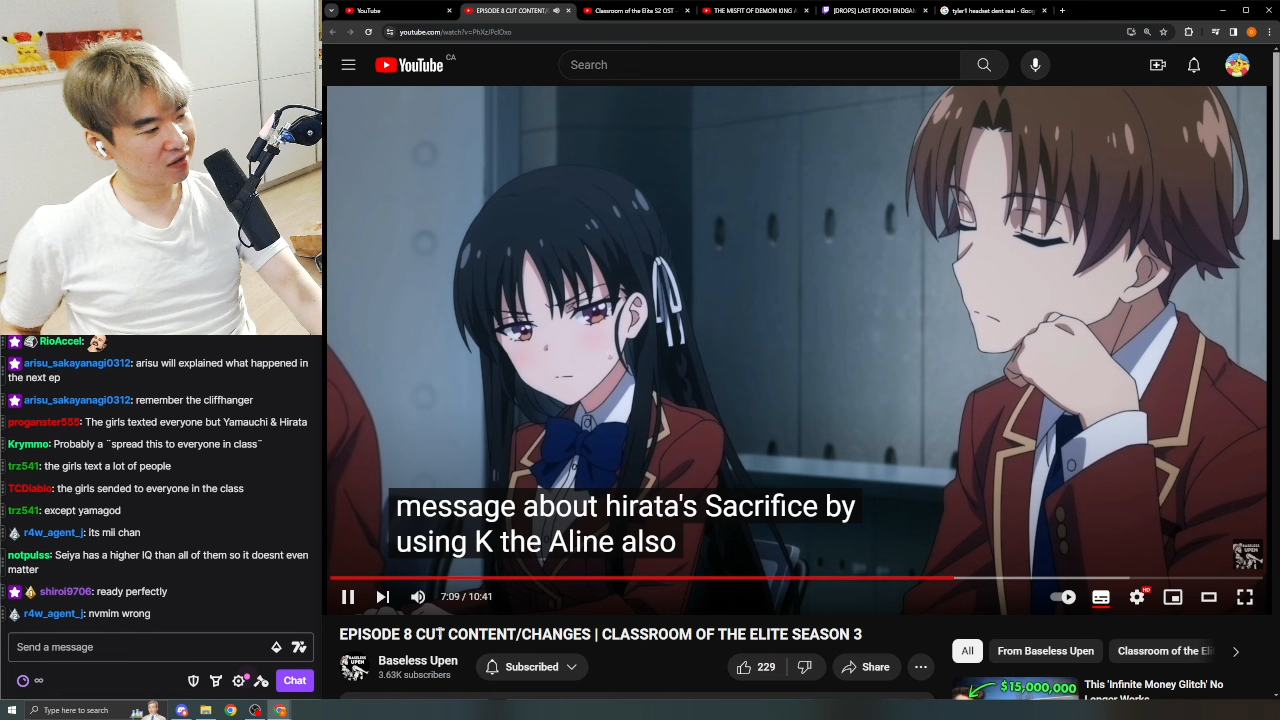 YouTube
EPISODE 8 CUT CONTENT/
Classroom of the Elite S2 OST -
THE MISFIT OF DEMON KING A
[DROPS] LAST EPOCH ENDGAM
tyler1 headset dent real - Goog
youtube.com/watch?v=PhXzJPclOxo
YouTube CA
Search
message about hirata's Sacrifice by
using K the Aline also
BASELESS
UPEN
7:09 / 10:41
HD
EPISODE 8 CUT CONTENT/CHANGES | CLASSROOM OF THE ELITE SEASON 3
Baseless Upen
3.63K subscribers
Subscribed
229
Share
All
From Baseless Upen
Classroom of the Eli
$15,000,000
This 'Infinite Money Glitch' No
Longer Works
RioAccel:
arisu_sakayanagi0312: arisu will explained what happened in
the next ep
arisu_sakayanagi0312: remember the cliffhanger
proganster555: The girls texted everyone but Yamauchi & Hirata
Krymmo: Probably a ¨spread this to everyone in class¨
trz541: the girls text a lot of people
TCDiablo: the girls sended to everyone in the class
trz541: except yamagod
r4w_agent_j: its mii chan
notpulss: Seiya has a higher IQ than all of them so it doesnt even
matter
shiroi9706: ready perfectly
r4w_agent_j: nvmim wrong
Send a message
Chat
Type here to search